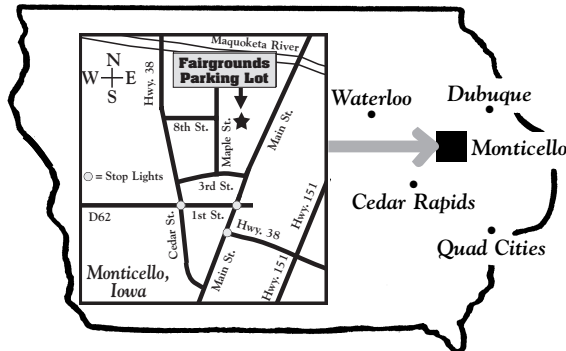 Maquoketa River
Fairgrounds
Parking Lot
N
W E
S
Hwy. 38
8th St.
Maple St.
Main St.
= Stop Lights
3rd St.
D62
1st St.
Cedar St.
Hwy. 38
Main St.
Hwy. 151
Hwy. 151
Monticello,
Iowa
Waterloo
Dubuque
Monticello
Cedar Rapids
Quad Cities